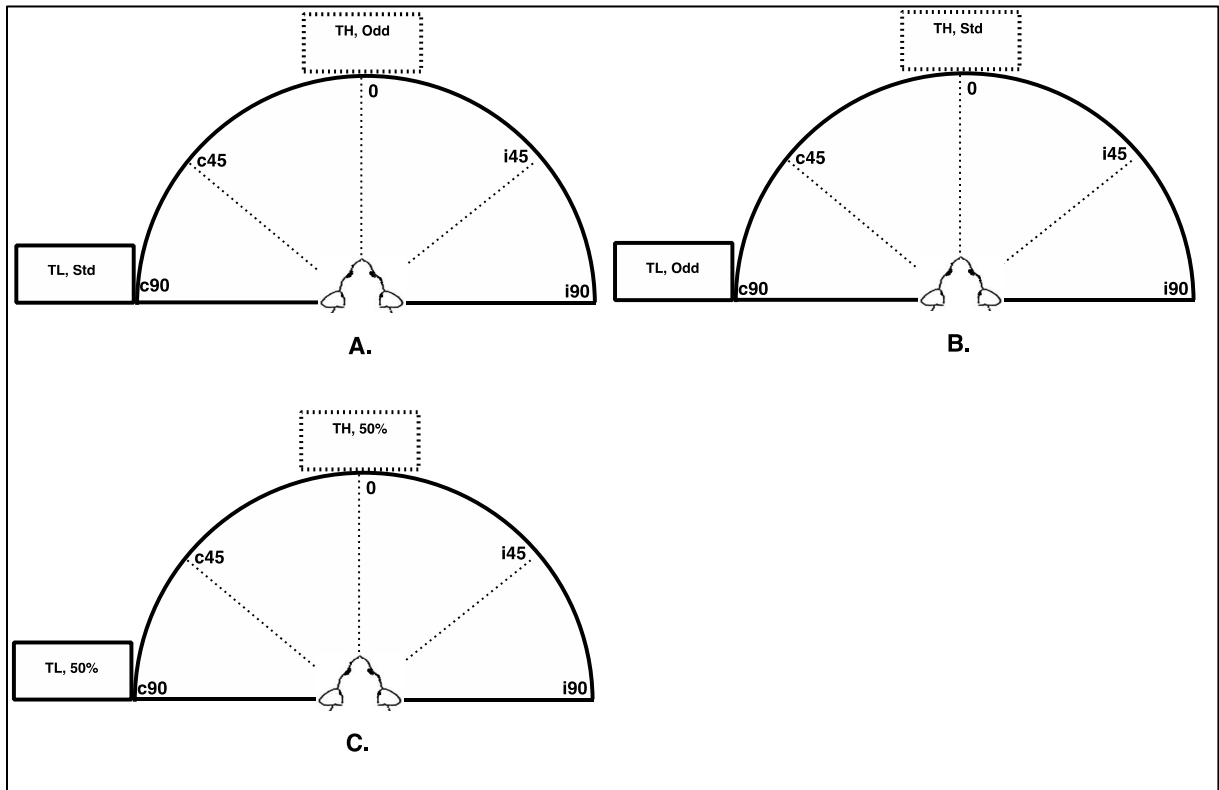 TH, Odd
0
c45
i45
TL, Std
c90
i90
A.
TH, Std
0
c45
i45
TL, Odd
c90
i90
B.
TH, 50%
0
c45
i45
TL, 50%
c90
i90
C.